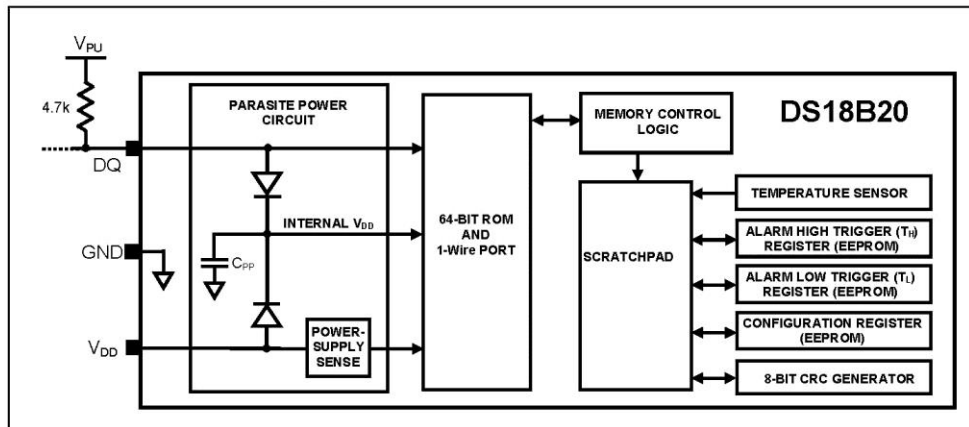 V_PU
4.7k
DQ
GND
V_DD
PARASITE POWER
CIRCUIT
INTERNAL V_DD
C_PP
POWER-
SUPPLY
SENSE
64-BIT ROM
AND
1-Wire PORT
MEMORY CONTROL
LOGIC
SCRATCHPAD
DS18B20
TEMPERATURE SENSOR
ALARM HIGH TRIGGER (T_H)
REGISTER (EEPROM)
ALARM LOW TRIGGER (T_L)
REGISTER (EEPROM)
CONFIGURATION REGISTER
(EEPROM)
8-BIT CRC GENERATOR